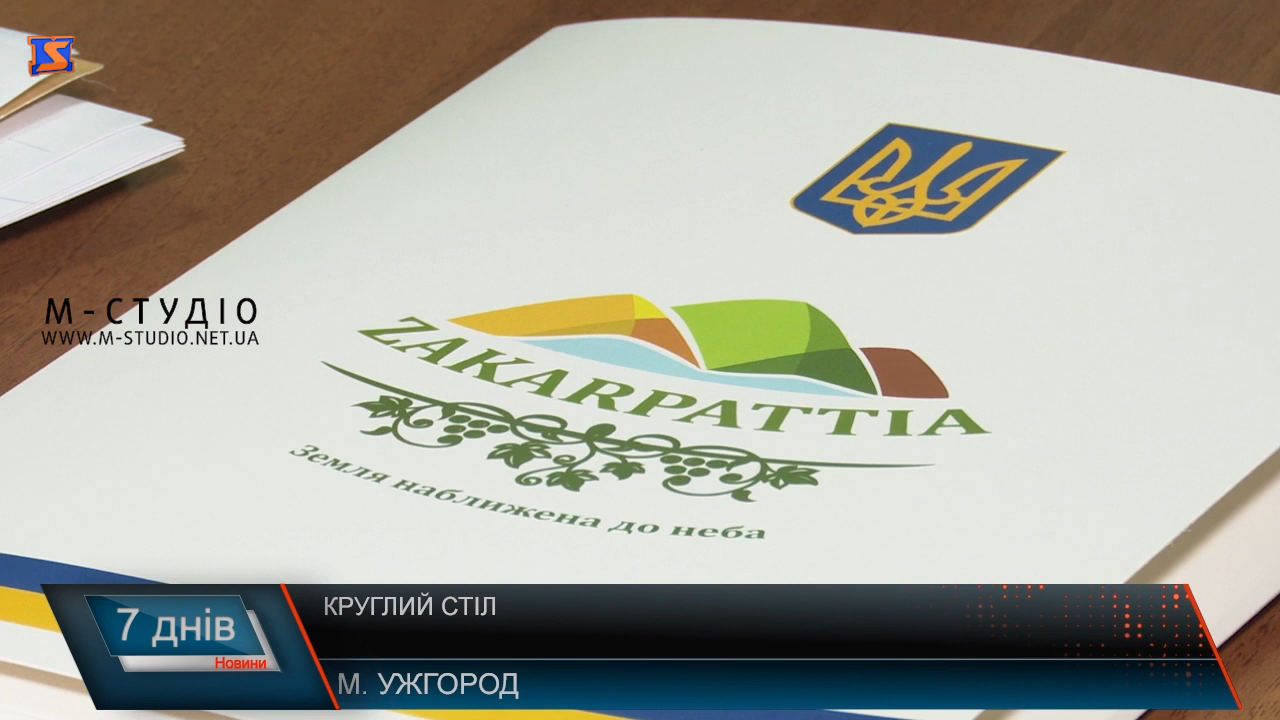 М-СТУДІО
WWW.M-STUDIO.NET.UA
ZAKARPATTIA
Земля наближена до неба
7 днів
Новини
КРУГЛИЙ СТІЛ
М. УЖГОРОД